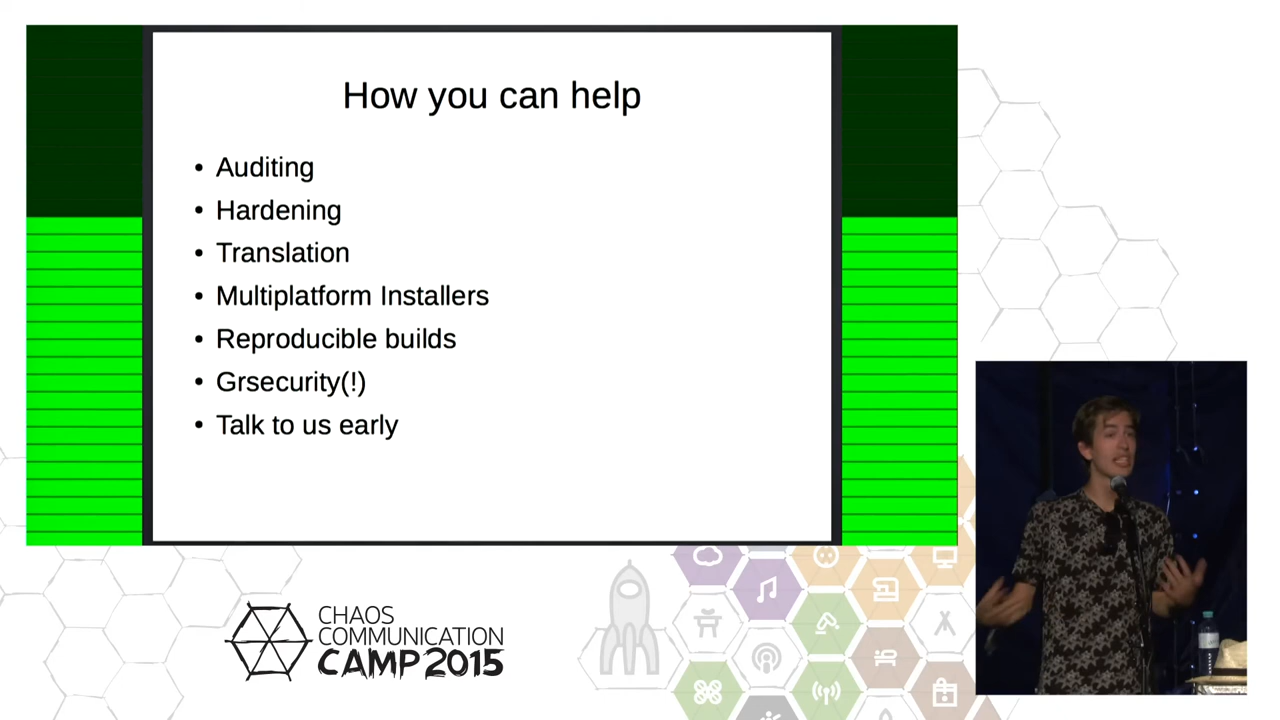 How you can help
• Auditing
• Hardening
• Translation
• Multiplatform Installers
• Reproducible builds
• Grsecurity(!)
• Talk to us early
CHAOS
COMMUNICATION
CAMP 2015